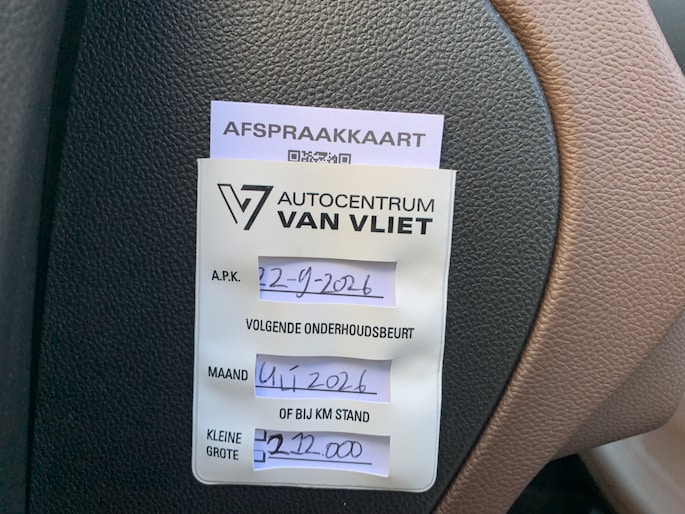 AFSPRAAKKAART
AUTOCENTRUM
VAN VLIET
A.P.K. 22-9-2026
VOLGENDE ONDERHOUDSBEURT
MAAND 2026
OF BIJ KM STAND
KLEINE
GROTE 212.000